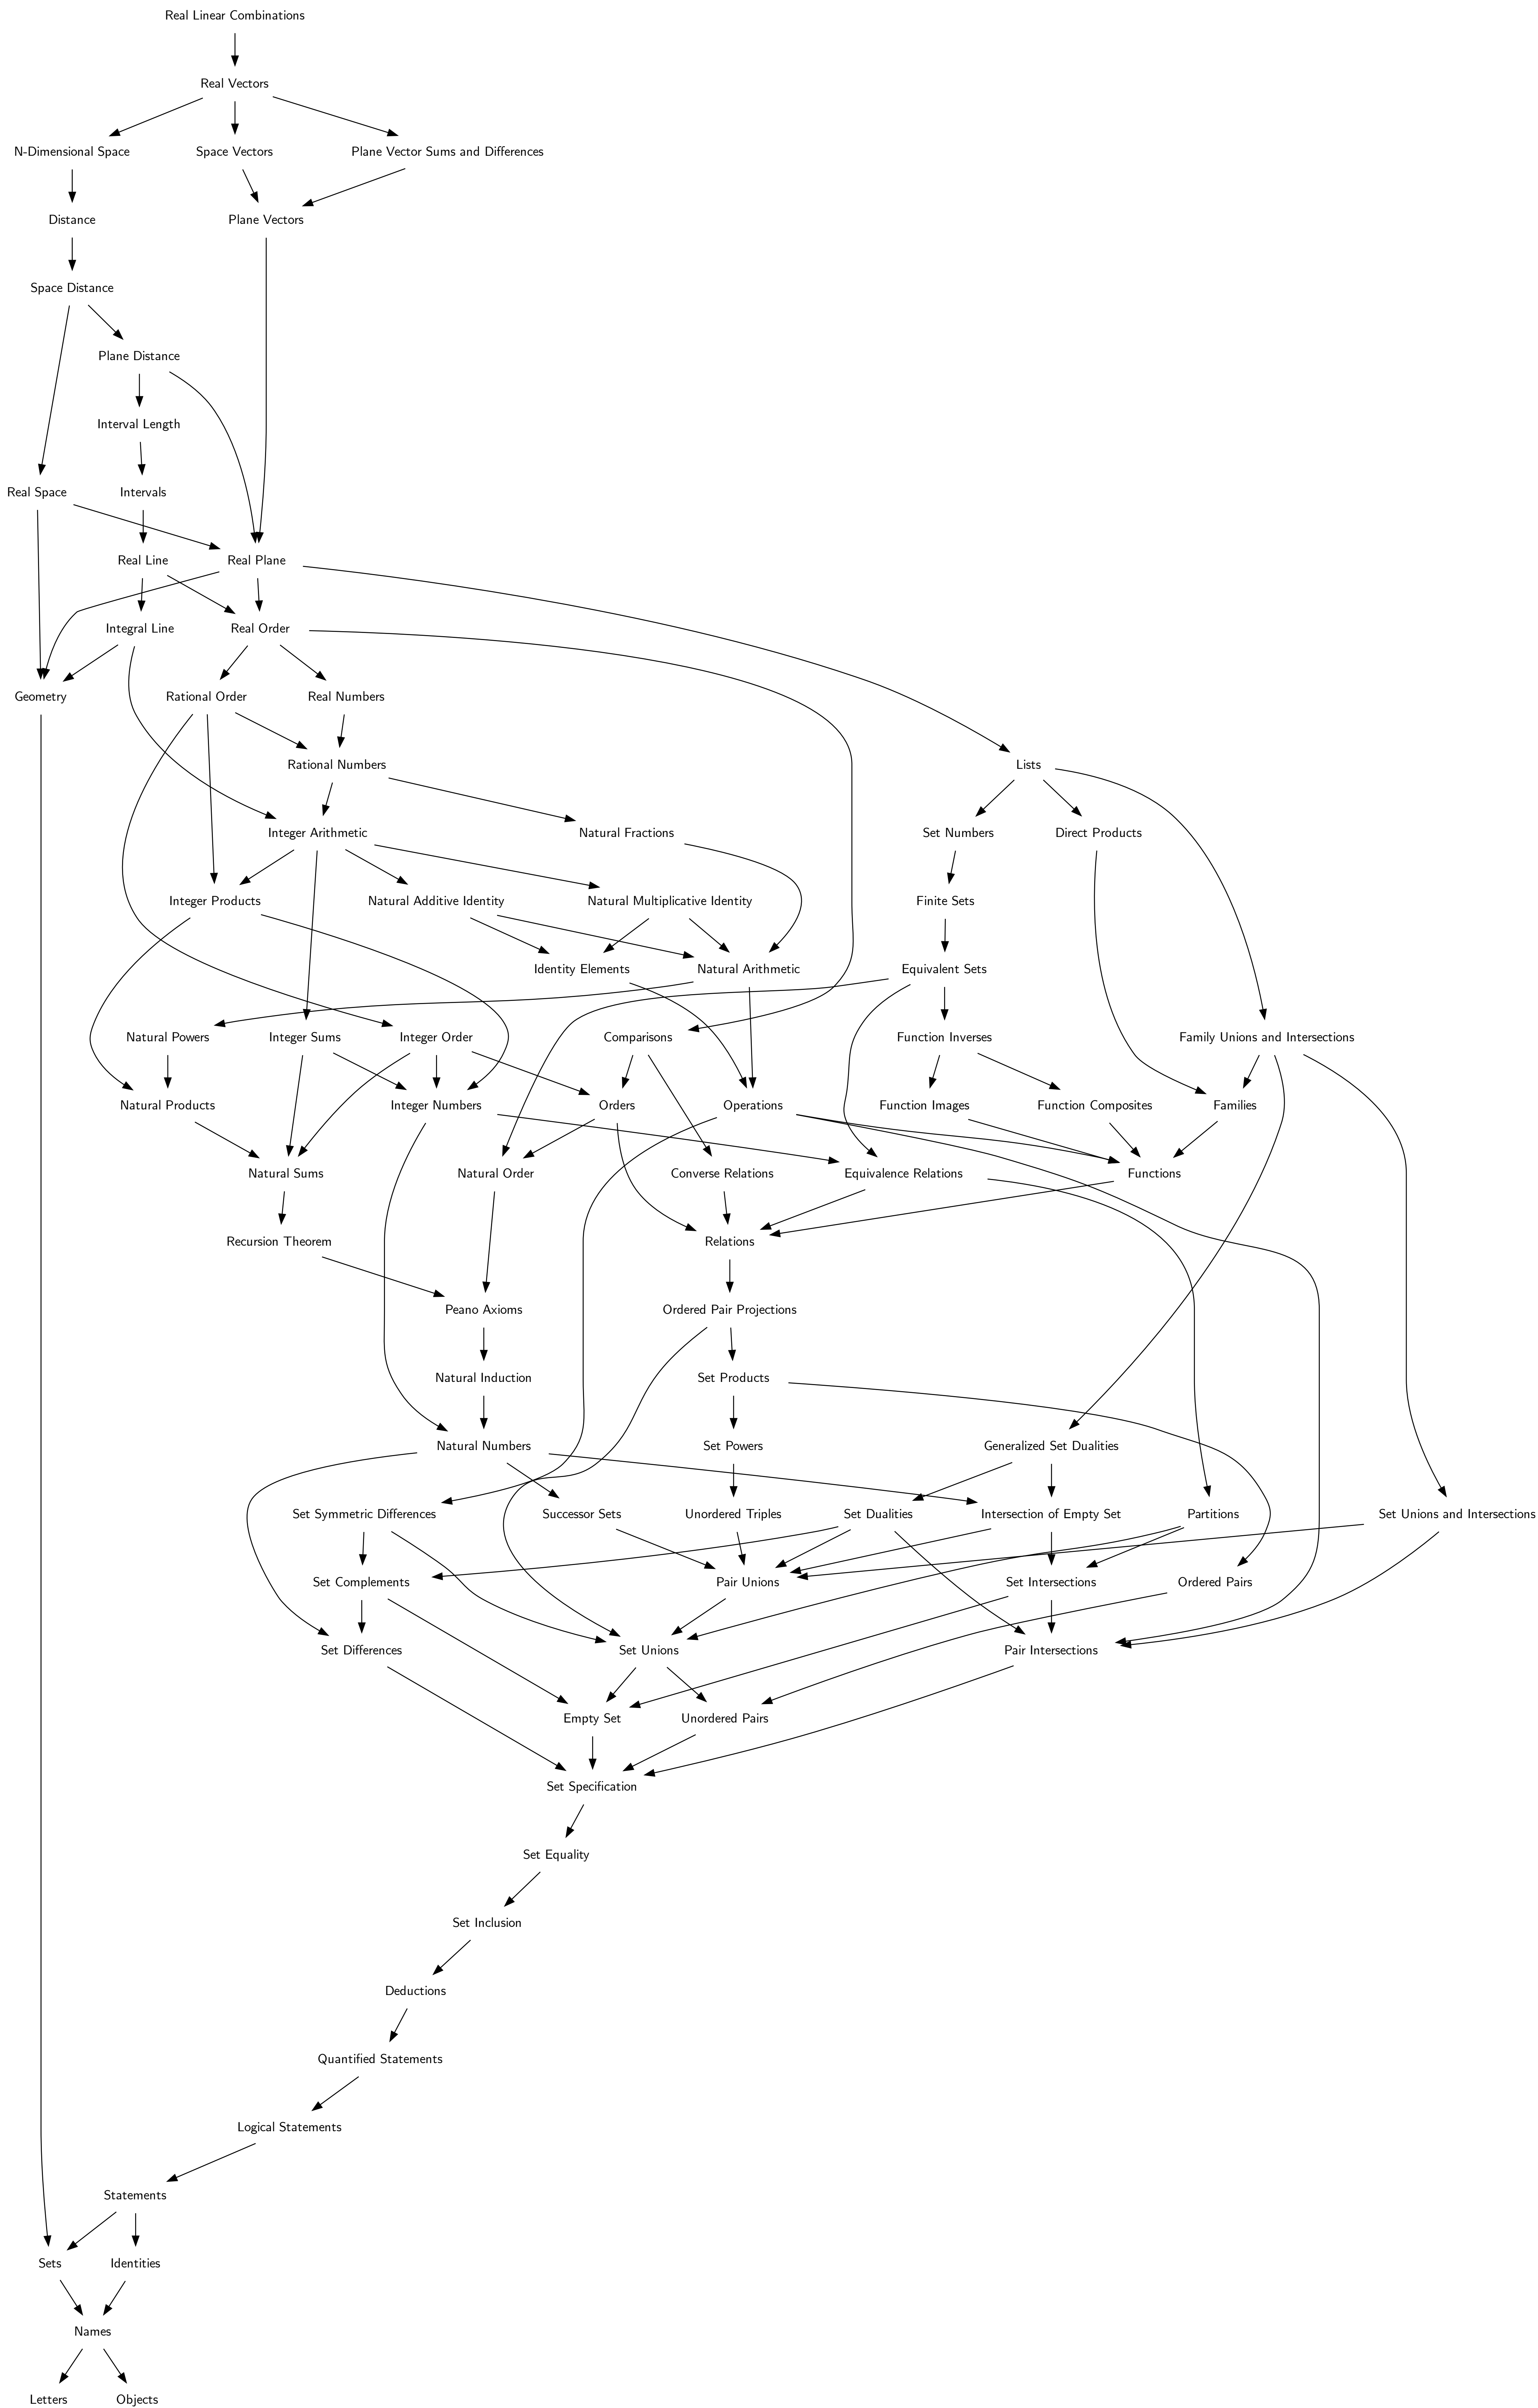 Real Linear Combinations
Real Vectors
N-Dimensional Space
Space Vectors
Plane Vector Sums and Differences
Distance
Plane Vectors
Space Distance
Plane Distance
Interval Length
Real Space
Intervals
Real Line
Real Plane
Integral Line
Real Order
Geometry
Rational Order
Real Numbers
Rational Numbers
Lists
Integer Arithmetic
Natural Fractions
Set Numbers
Direct Products
Integer Products
Natural Additive Identity
Natural Multiplicative Identity
Finite Sets
Identity Elements
Natural Arithmetic
Equivalent Sets
Natural Powers
Integer Sums
Integer Order
Comparisons
Function Inverses
Family Unions and Intersections
Natural Products
Integer Numbers
Orders
Operations
Function Images
Function Composites
Families
Natural Sums
Natural Order
Converse Relations
Equivalence Relations
Functions
Recursion Theorem
Relations
Peano Axioms
Ordered Pair Projections
Natural Induction
Set Products
Natural Numbers
Set Powers
Generalized Set Dualities
Set Symmetric Differences
Successor Sets
Unordered Triples
Set Dualities
Intersection of Empty Set
Partitions
Set Unions and Intersections
Set Complements
Pair Unions
Set Intersections
Ordered Pairs
Set Differences
Set Unions
Pair Intersections
Empty Set
Unordered Pairs
Set Specification
Set Equality
Set Inclusion
Deductions
Quantified Statements
Logical Statements
Statements
Sets
Identities
Names
Letters
Objects